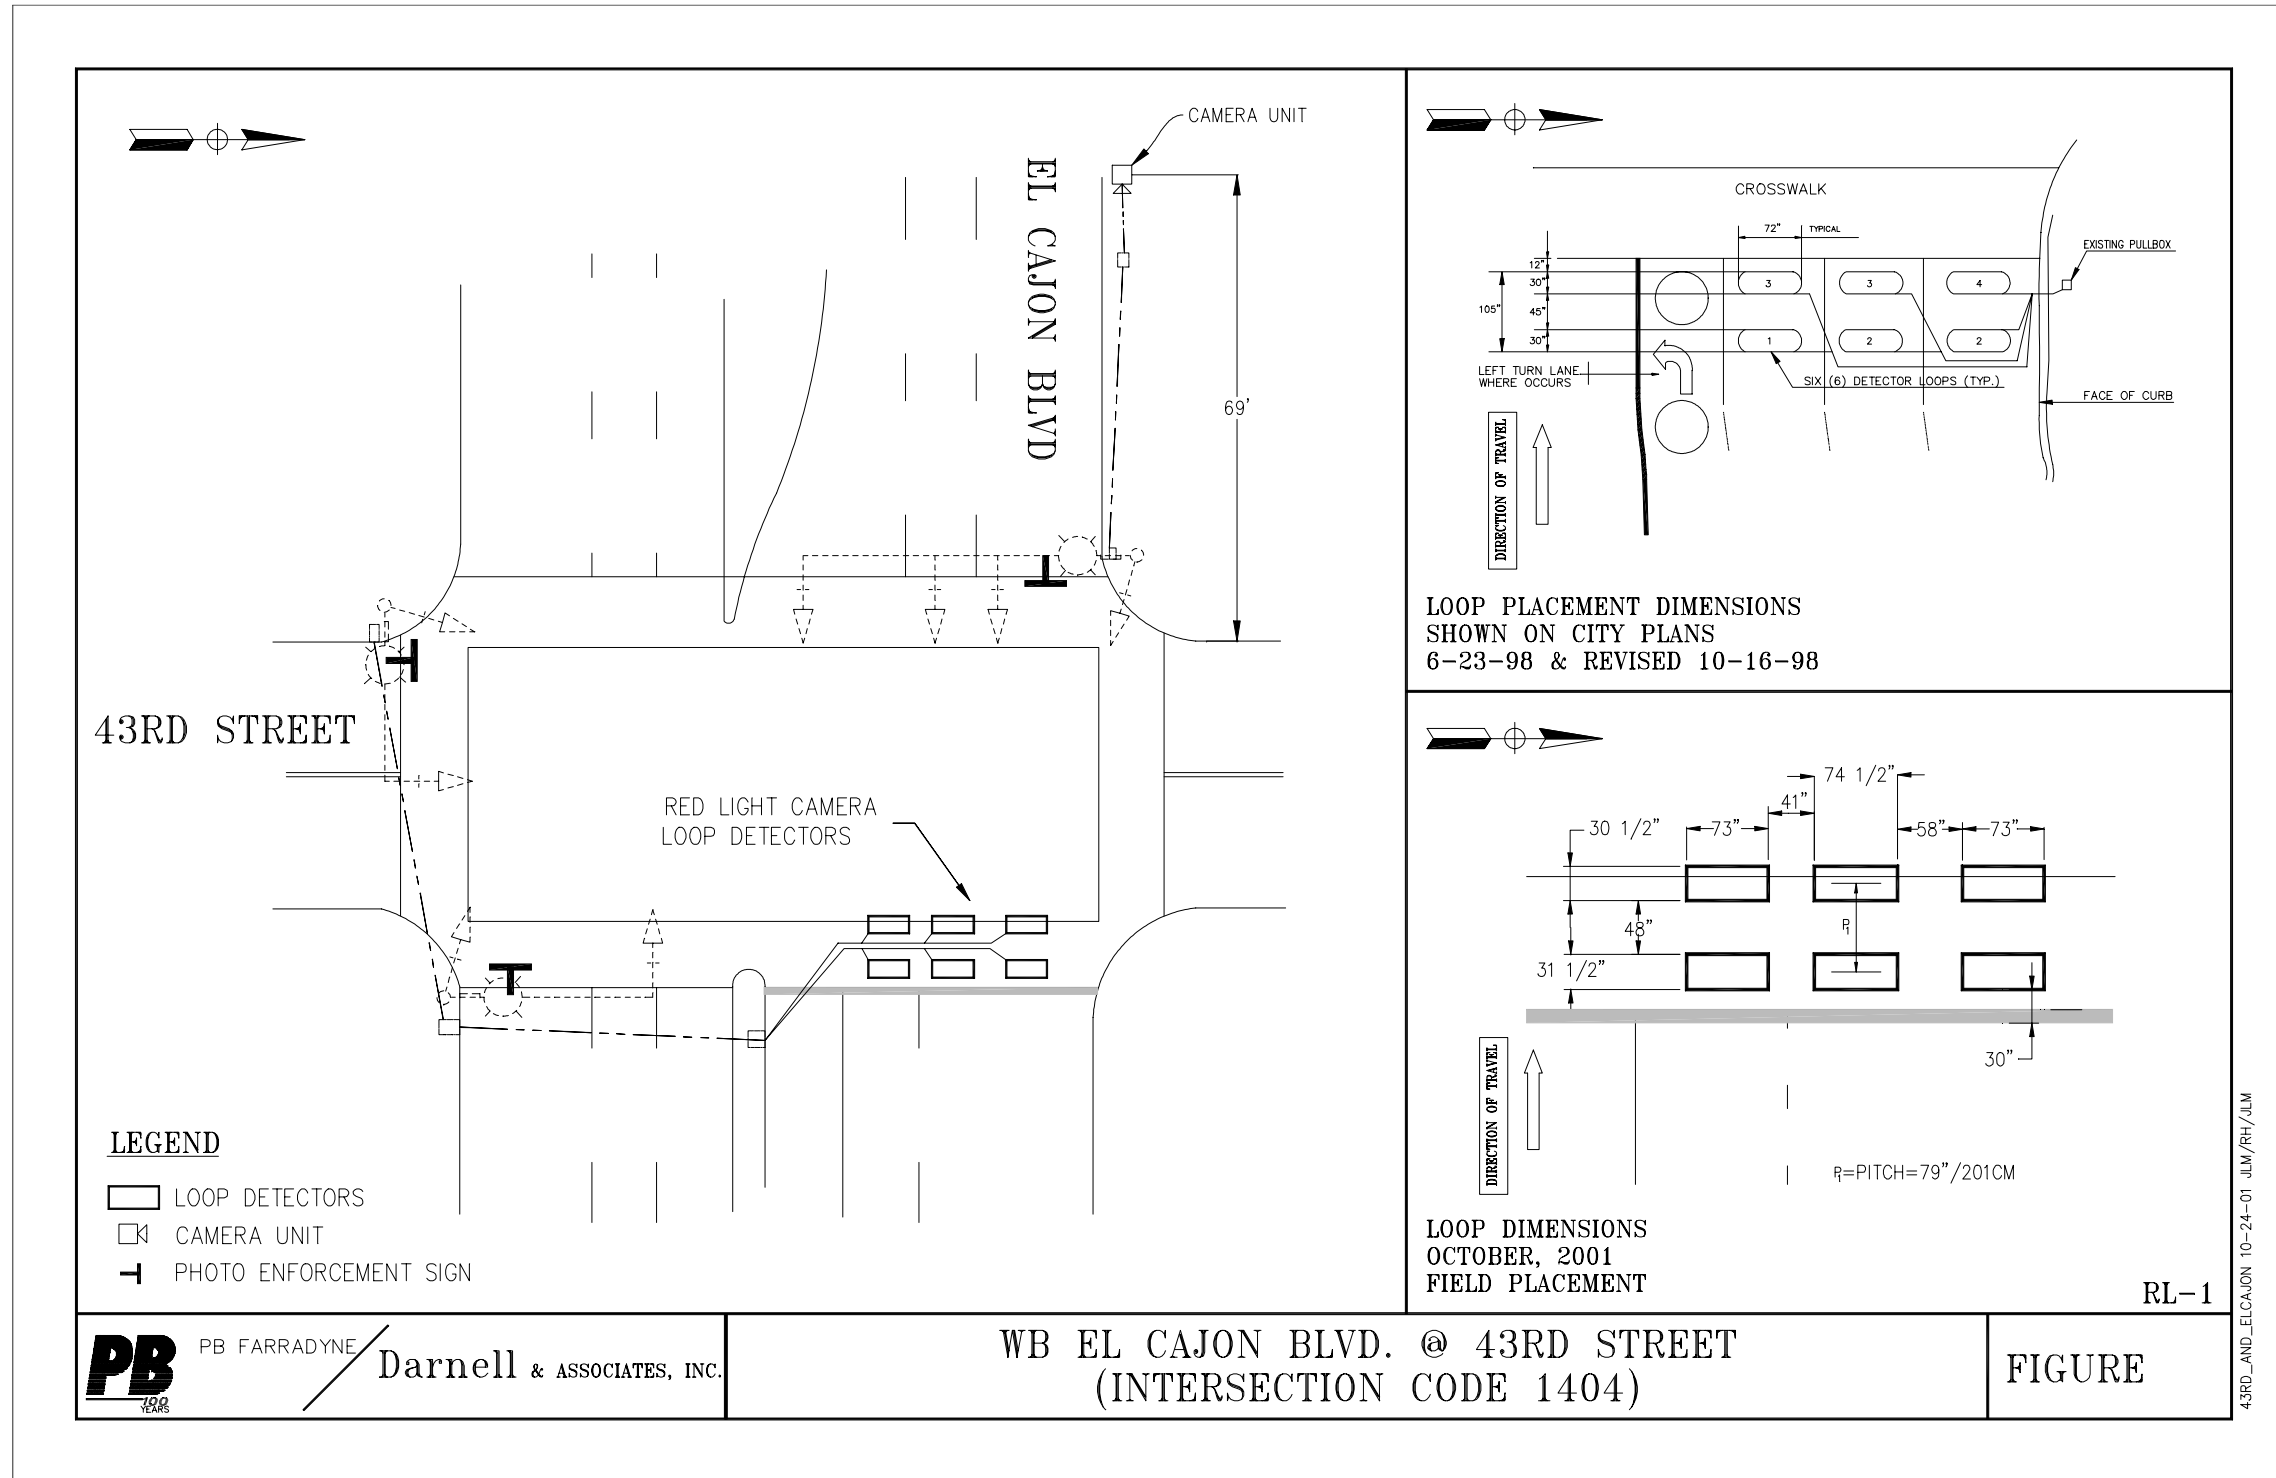 CAMERA UNIT
EL CAJON BLVD
69'
43RD STREET
RED LIGHT CAMERA
LOOP DETECTORS
LEGEND
LOOP DETECTORS
CAMERA UNIT
PHOTO ENFORCEMENT SIGN
CROSSWALK
72"
TYPICAL
EXISTING PULLBOX
12"
30"
105"
45"
30"
3
3
4
1
2
2
LEFT TURN LANE
WHERE OCCURS
SIX (6) DETECTOR LOOPS (TYP.)
FACE OF CURB
DIRECTION OF TRAVEL
LOOP PLACEMENT DIMENSIONS
SHOWN ON CITY PLANS
6-23-98 & REVISED 10-16-98
74 1/2"
41"
30 1/2"
73"
58"
73"
48"
P1
31 1/2"
30"
DIRECTION OF TRAVEL
P1=PITCH=79"/201CM
LOOP DIMENSIONS
OCTOBER, 2001
FIELD PLACEMENT
RL-1
43RD_AND_ELCAJON 10-24-01 JLM/RH/JLM
PB
100
YEARS
PB FARRADYNE
Darnell & ASSOCIATES, INC.
WB EL CAJON BLVD. @ 43RD STREET
(INTERSECTION CODE 1404)
FIGURE